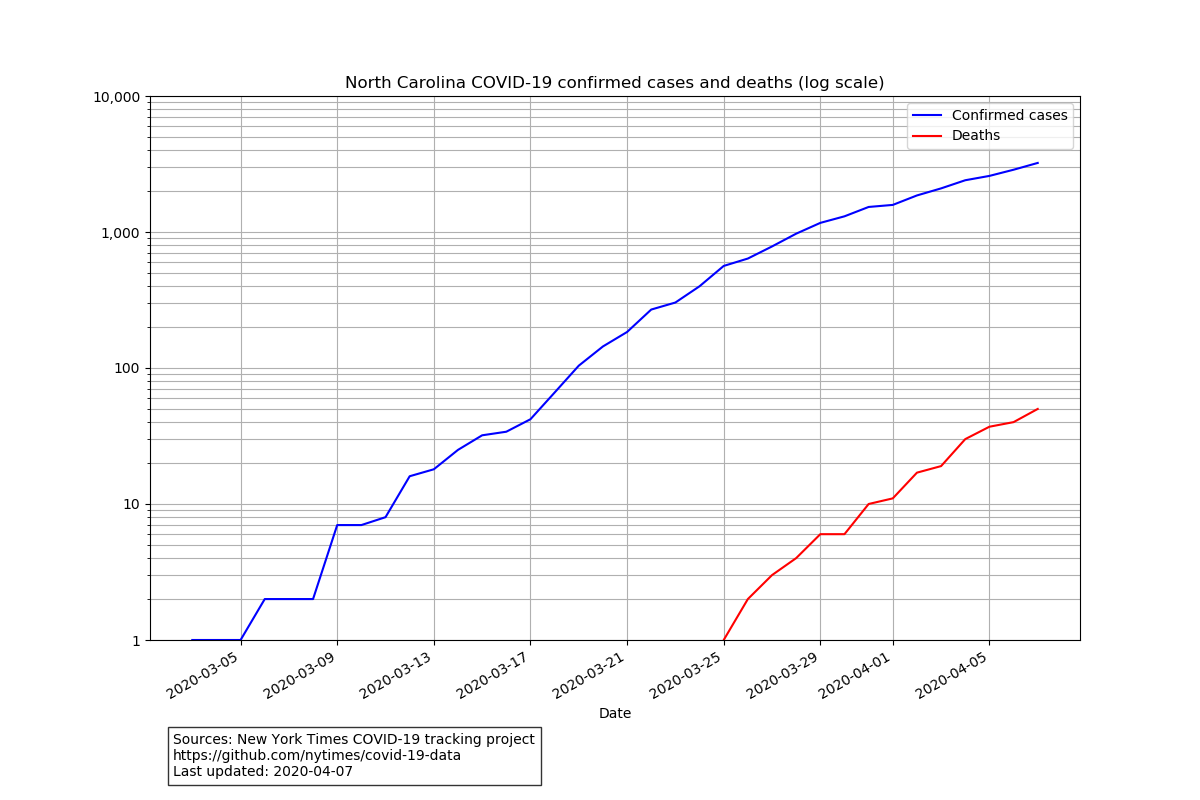 North Carolina COVID-19 confirmed cases and deaths (log scale)
10,000
1,000
100
10
1
Confirmed cases
Deaths
2020-03-05
2020-03-09
2020-03-13
2020-03-17
2020-03-21
2020-03-25
2020-03-29
2020-04-01
2020-04-05
Date
Sources: New York Times COVID-19 tracking project
https://github.com/nytimes/covid-19-data
Last updated: 2020-04-07